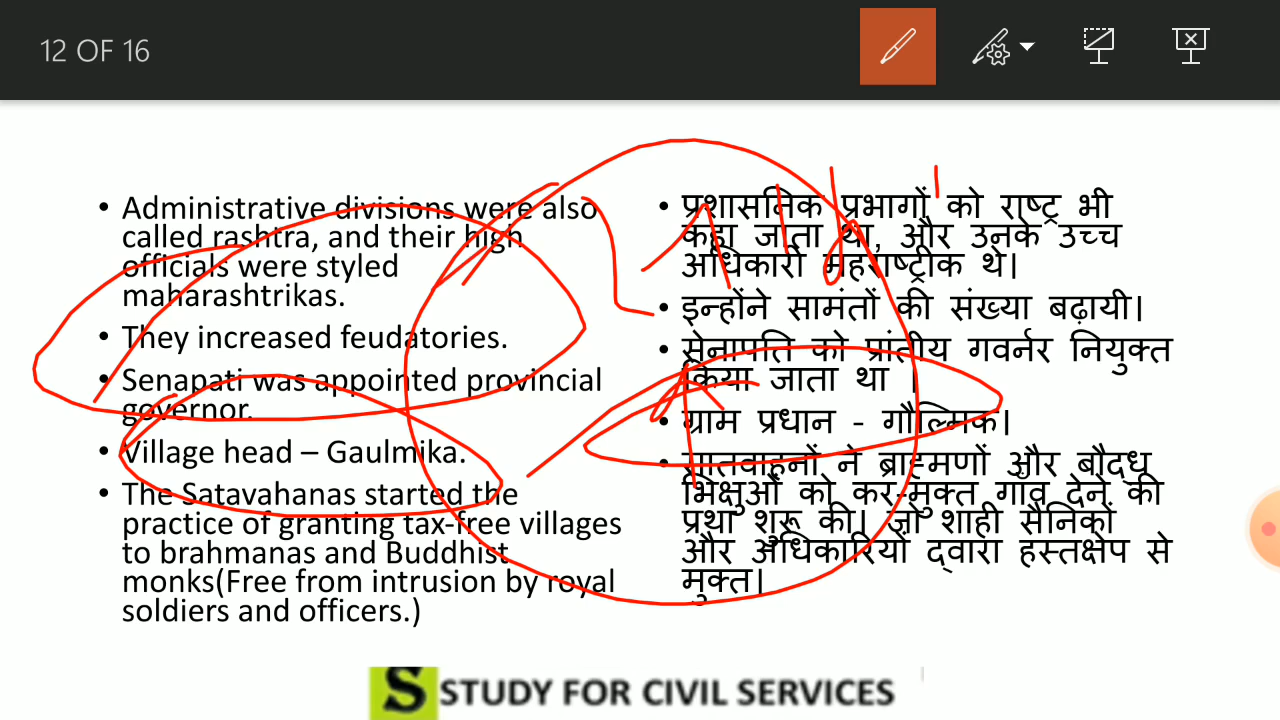 12 OF 16
• Administrative divisions were also
called rashtra, and their high
officials were styled
maharashtrikas.
• They increased feudatories.
• Senapati was appointed provincial
governor.
• Village head – Gaulmika.
• The Satavahanas started the
practice of granting tax-free villages
to brahmanas and Buddhist
monks(Free from intrusion by royal
soldiers and officers.)
• प्रशासनिक प्रभागों को राष्ट्र भी
कहा जाता था, और उनके उच्च
अधिकारी महराष्ट्रीक थे।
• इन्होंने सामंतों की संख्या बढ़ायी।
• सेनापति को प्रांतीय गवर्नर नियुक्त
किया जाता था ।
• ग्राम प्रधान - गौल्मिक।
• सातवाहनों ने ब्राह्मणों और बौद्ध
भिक्षुओं को कर-मुक्त गाँव देने की
प्रथा शुरू की। जो शाही सैनिकों
और अधिकारियों द्वारा हस्तक्षेप से
मुक्त।
S STUDY FOR CIVIL SERVICES